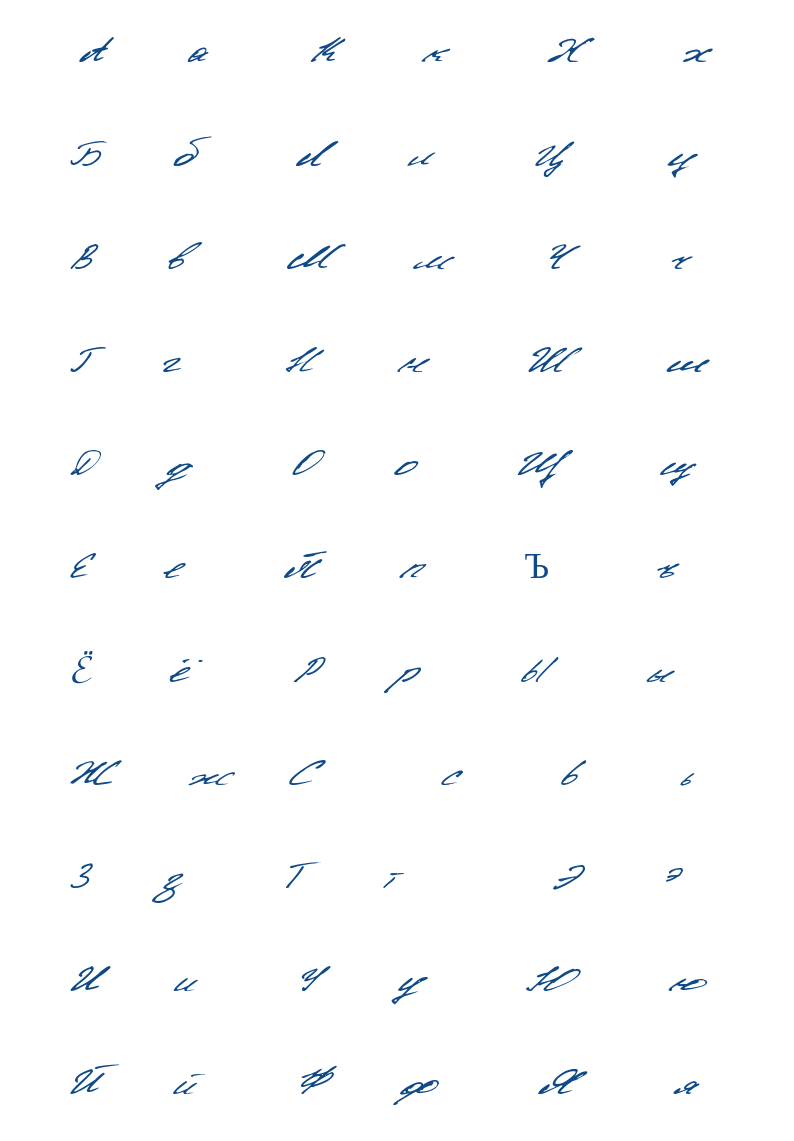 А а К к Х х
Б б Л л Ц ц
В в М м Ч ч
Г г Н н Ш ш
Д д О о Щ щ
Е е П п Ъ ъ
Ё ё Р р Ы ы
Ж ж С с Ь ь
З з Т т Э э
И и У у Ю ю
Й й Ф ф Я я